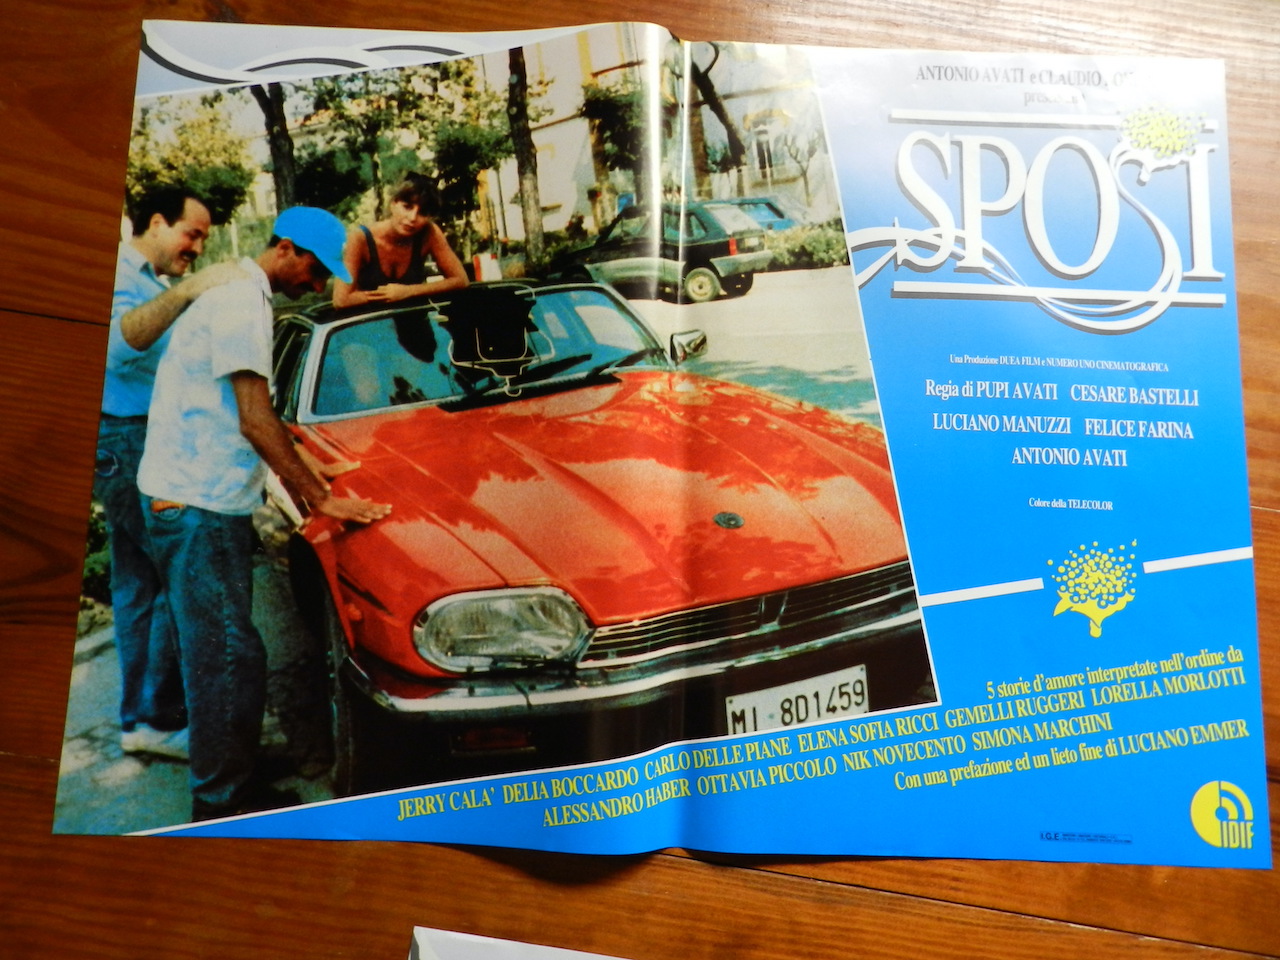 ANTONIO AVATI e CLAUDIO
SPOSI
Una Produzione DUEA FILM e NUMERO UNO CINEMATOGRAFICA
Regia di PUPI AVATI CESARE BASTELLI
LUCIANO MANUZZI FELICE FARINA
ANTONIO AVATI
Colore della TELECOLOR
MI 8D1459
5 storie d'amore interpretate nell'ordine da
JERRY CALA' DELIA BOCCARDO CARLO DELLE PIANE ELENA SOFIA RICCI GEMELLI RUGGERI LORELLA MORLOTTI
ALESSANDRO HABER OTTAVIA PICCOLO NIK NOVECENTO SIMONA MARCHINI
Con una prefazione ed un lieto fine di LUCIANO EMMER
IDIF
I.G.E.